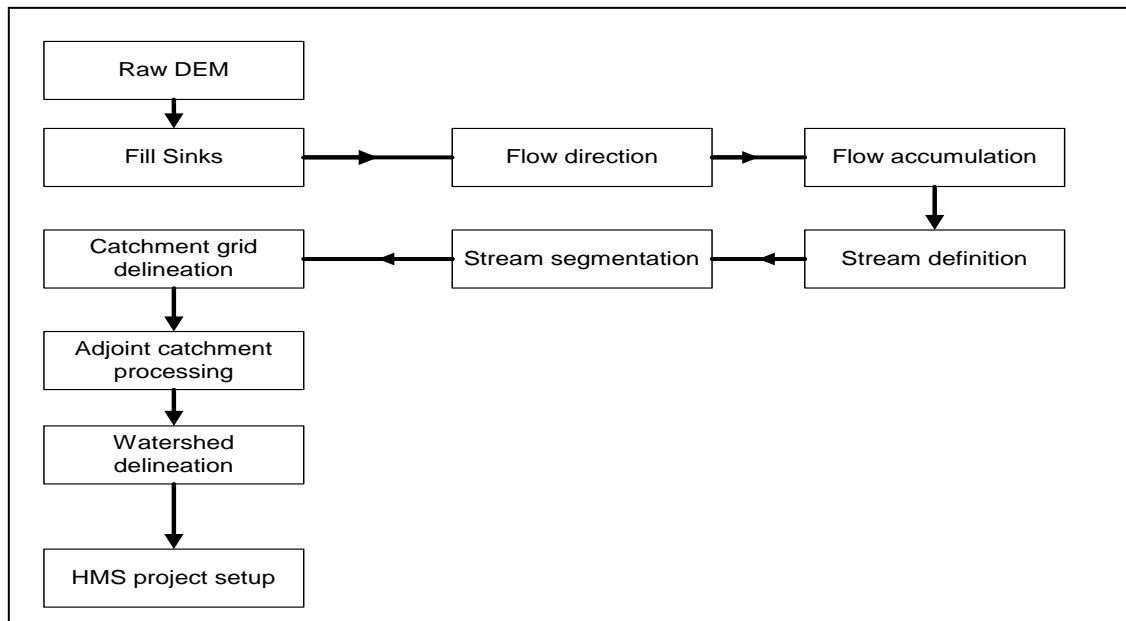 Raw DEM
Fill Sinks
Flow direction
Flow accumulation
Stream definition
Stream segmentation
Catchment grid
delineation
Adjoint catchment
processing
Watershed
delineation
HMS project setup